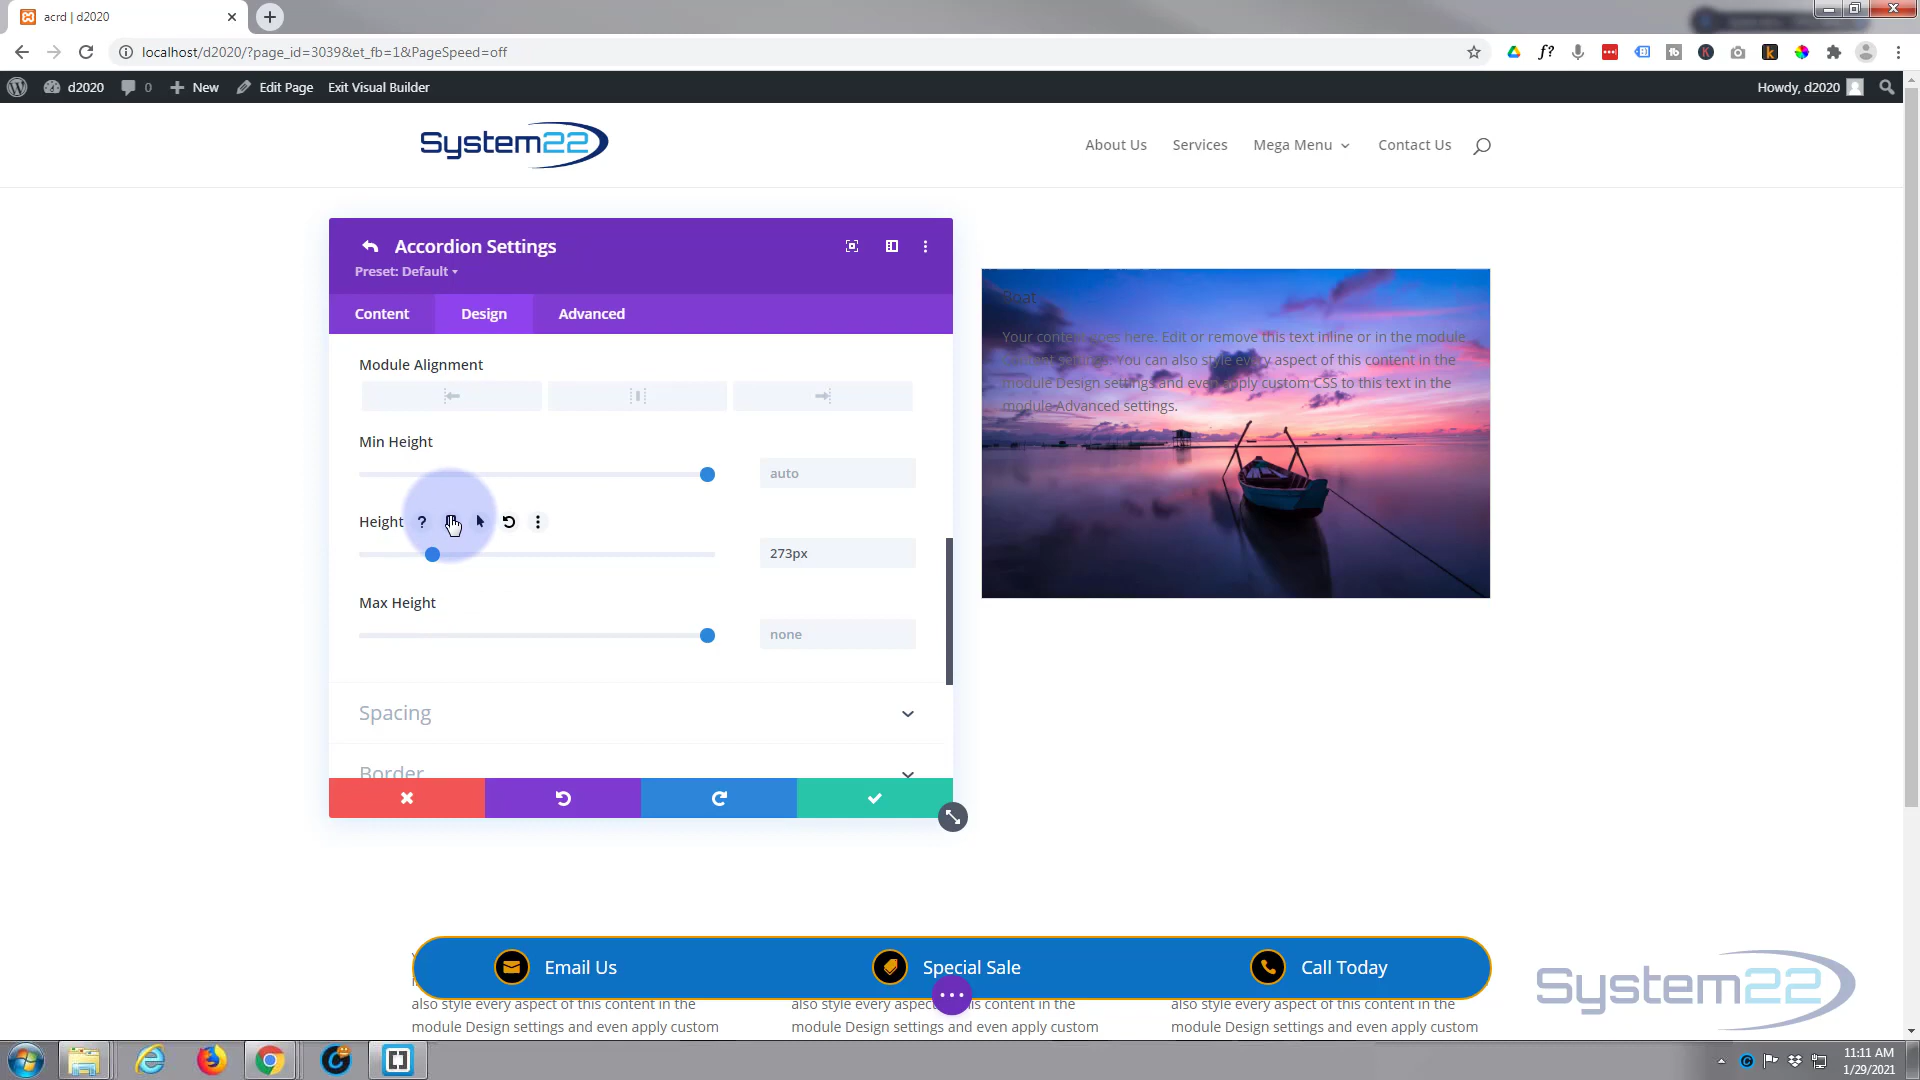 acrd | d2020
localhost/d2020/?page_id=3039&et_fb=1&PageSpeed=off
d2020
0
New
Edit Page
Exit Visual Builder
Howdy, d2020
System22
About Us
Services
Mega Menu
Contact Us
Accordion Settings
Preset: Default
Content
Design
Advanced
Module Alignment
Min Height
auto
Height
273px
Max Height
none
Spacing
Border
Boat
Your content goes here. Edit or remove this text inline or in the module
content settings. You can also style every aspect of this content in the
module Design settings and even apply custom CSS to this text in the
module Advanced settings.
Email Us
Special Sale
Call Today
also style every aspect of this content in the
module Design settings and even apply custom
also style every aspect of this content in the
module Design settings and even apply custom
also style every aspect of this content in the
module Design settings and even apply custom
System22
11:11 AM
1/29/2021